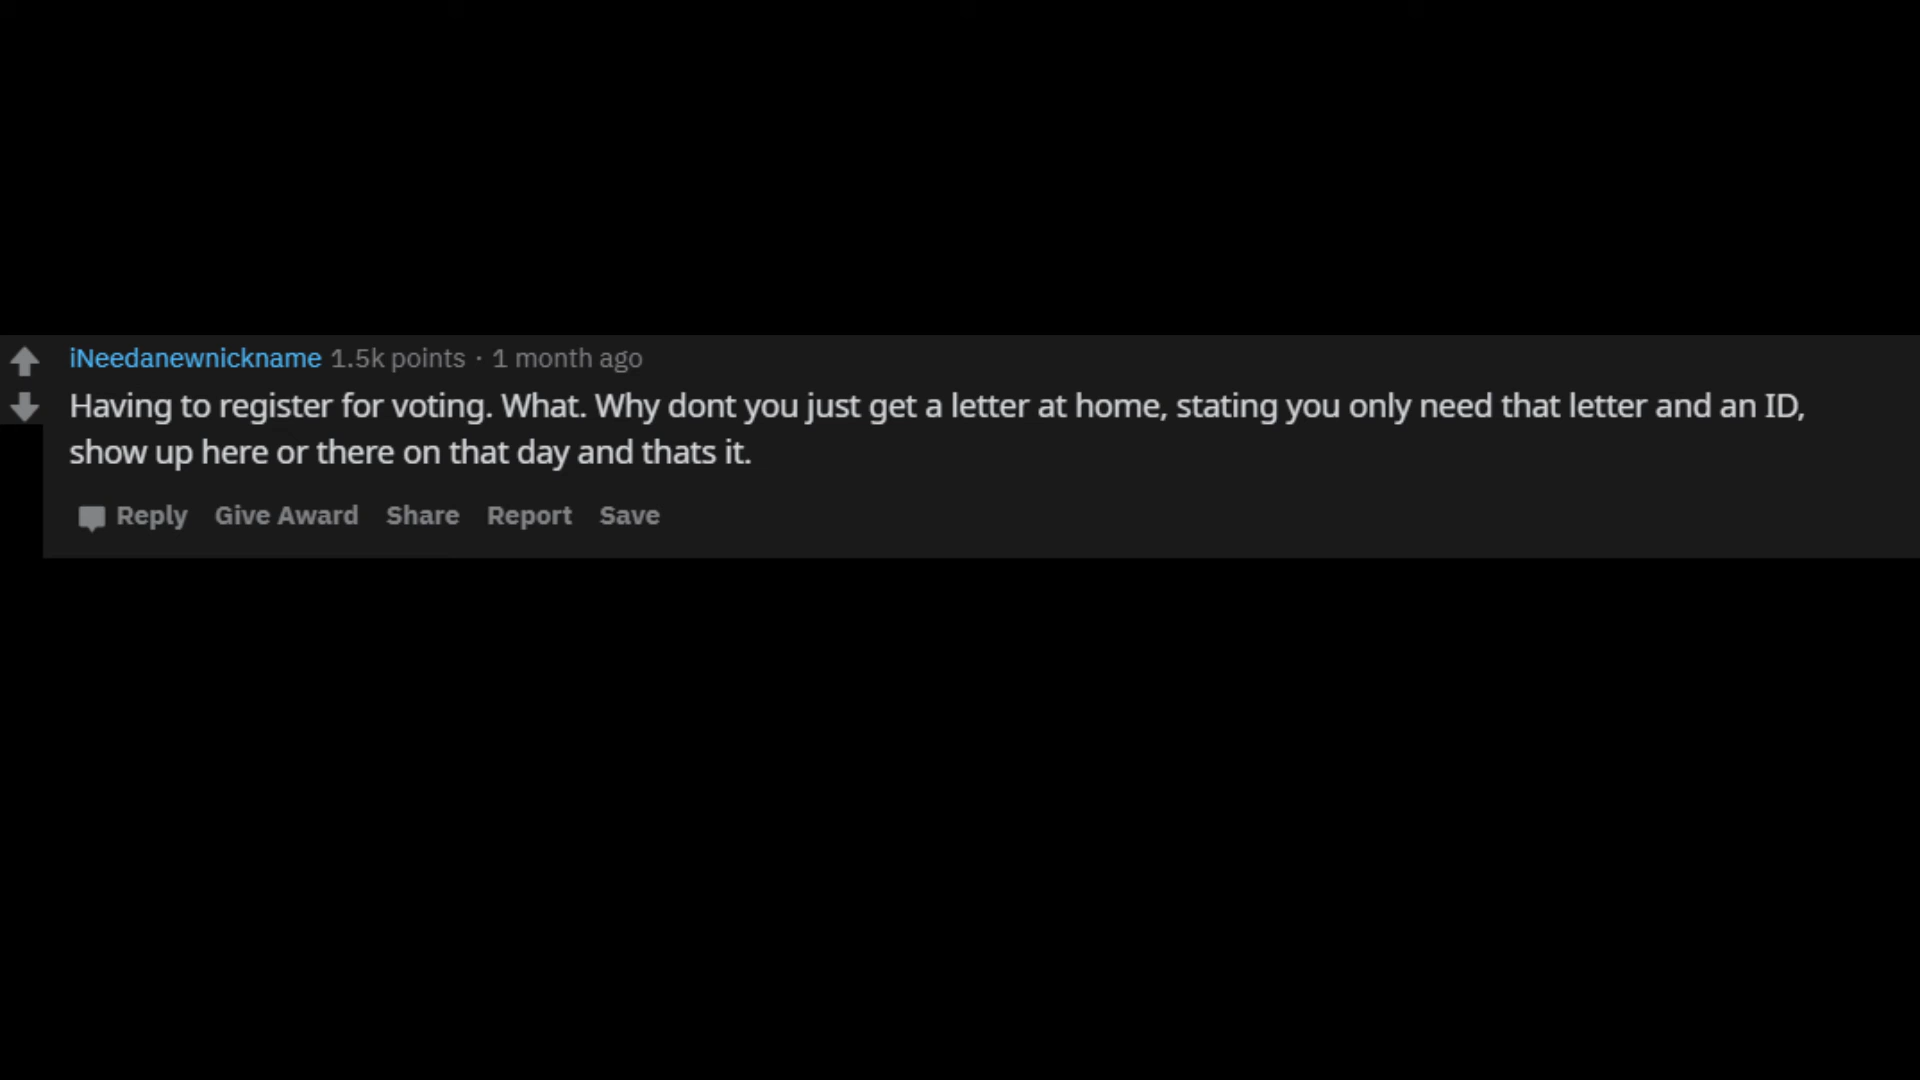 iNeedanewnickname 1.5k points · 1 month ago
Having to register for voting. What. Why dont you just get a letter at home, stating you only need that letter and an ID,
show up here or there on that day and thats it.
Reply Give Award Share Report Save